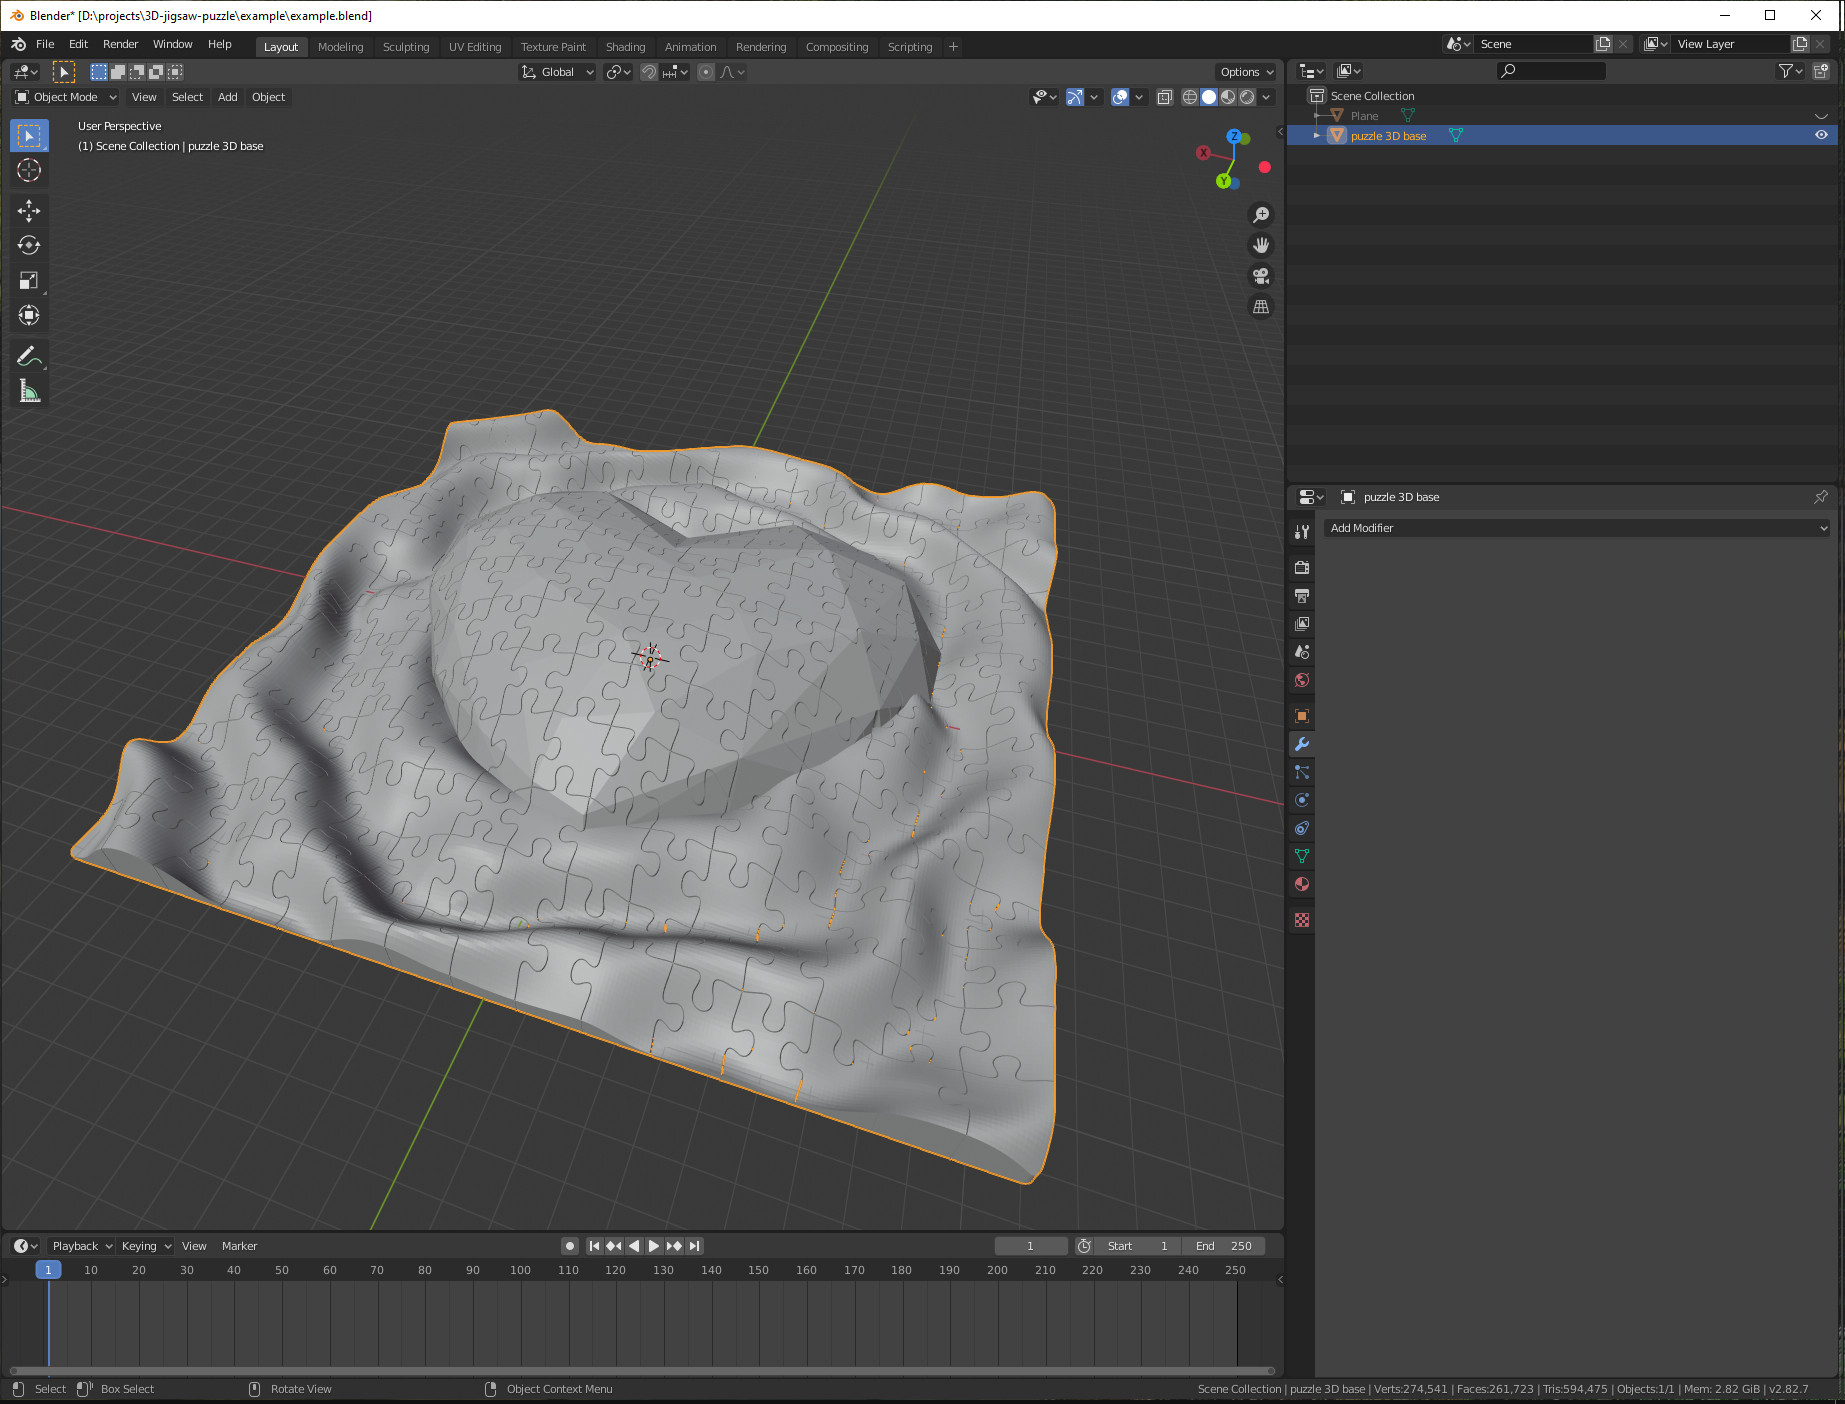 Blender* [D:\projects\3D-jigsaw-puzzle\example\example.blend]
File Edit Render Window Help Layout Modeling Sculpting UV Editing Texture Paint Shading Animation Rendering Compositing Scripting + Scene View Layer
Global Options
Object Mode View Select Add Object
User Perspective
(1) Scene Collection | puzzle 3D base
Z
X
Y
Scene Collection
Plane
puzzle 3D base
puzzle 3D base
Add Modifier
Playback Keying View Marker 1 Start 1 End 250
1 10 20 30 40 50 60 70 80 90 100 110 120 130 140 150 160 170 180 190 200 210 220 230 240 250
Select Box Select Rotate View Object Context Menu Scene Collection | puzzle 3D base | Verts:274,541 | Faces:261,723 | Tris:594,475 | Objects:1/1 | Mem: 2.82 GiB | v2.82.7